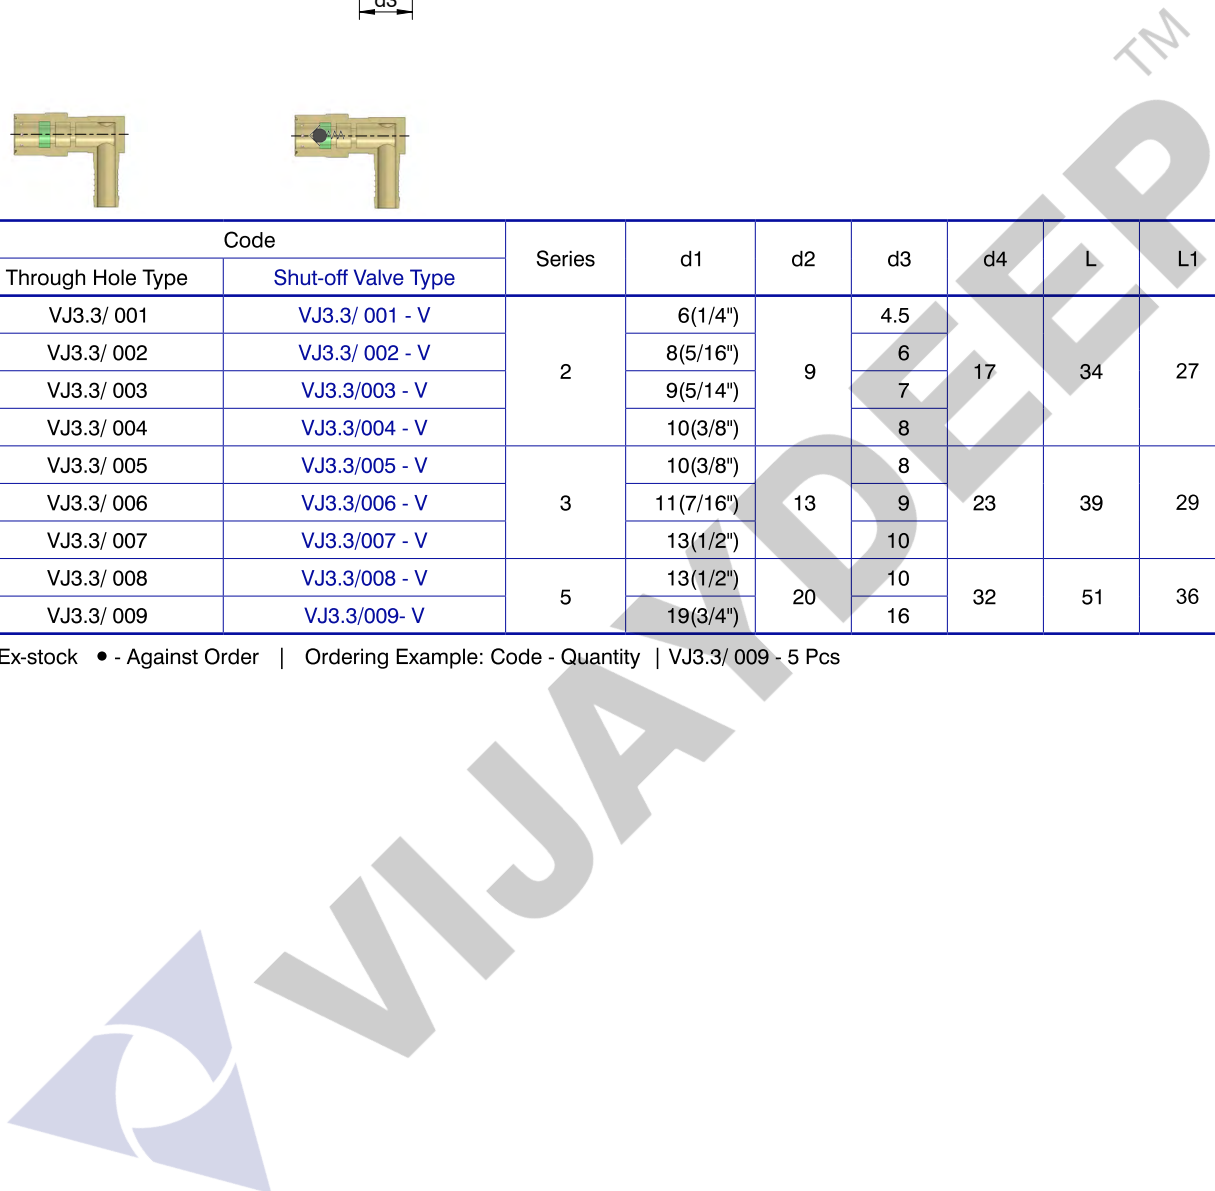 d3
TM
Code Series d1 d2 d3 d4 L L1
Through Hole Type Shut-off Valve Type
VJ3.3/ 001 VJ3.3/ 001 - V 2 6(1/4") 9 4.5 17 34 27
VJ3.3/ 002 VJ3.3/ 002 - V 8(5/16") 6
VJ3.3/ 003 VJ3.3/003 - V 9(5/14") 7
VJ3.3/ 004 VJ3.3/004 - V 10(3/8") 8
VJ3.3/ 005 VJ3.3/005 - V 3 10(3/8") 13 8 23 39 29
VJ3.3/ 006 VJ3.3/006 - V 11(7/16") 9
VJ3.3/ 007 VJ3.3/007 - V 13(1/2") 10
VJ3.3/ 008 VJ3.3/008 - V 5 13(1/2") 20 10 32 51 36
VJ3.3/ 009 VJ3.3/009- V 19(3/4") 16
Ex-stock ● - Against Order | Ordering Example: Code - Quantity | VJ3.3/ 009 - 5 Pcs
VIJAYDEEP